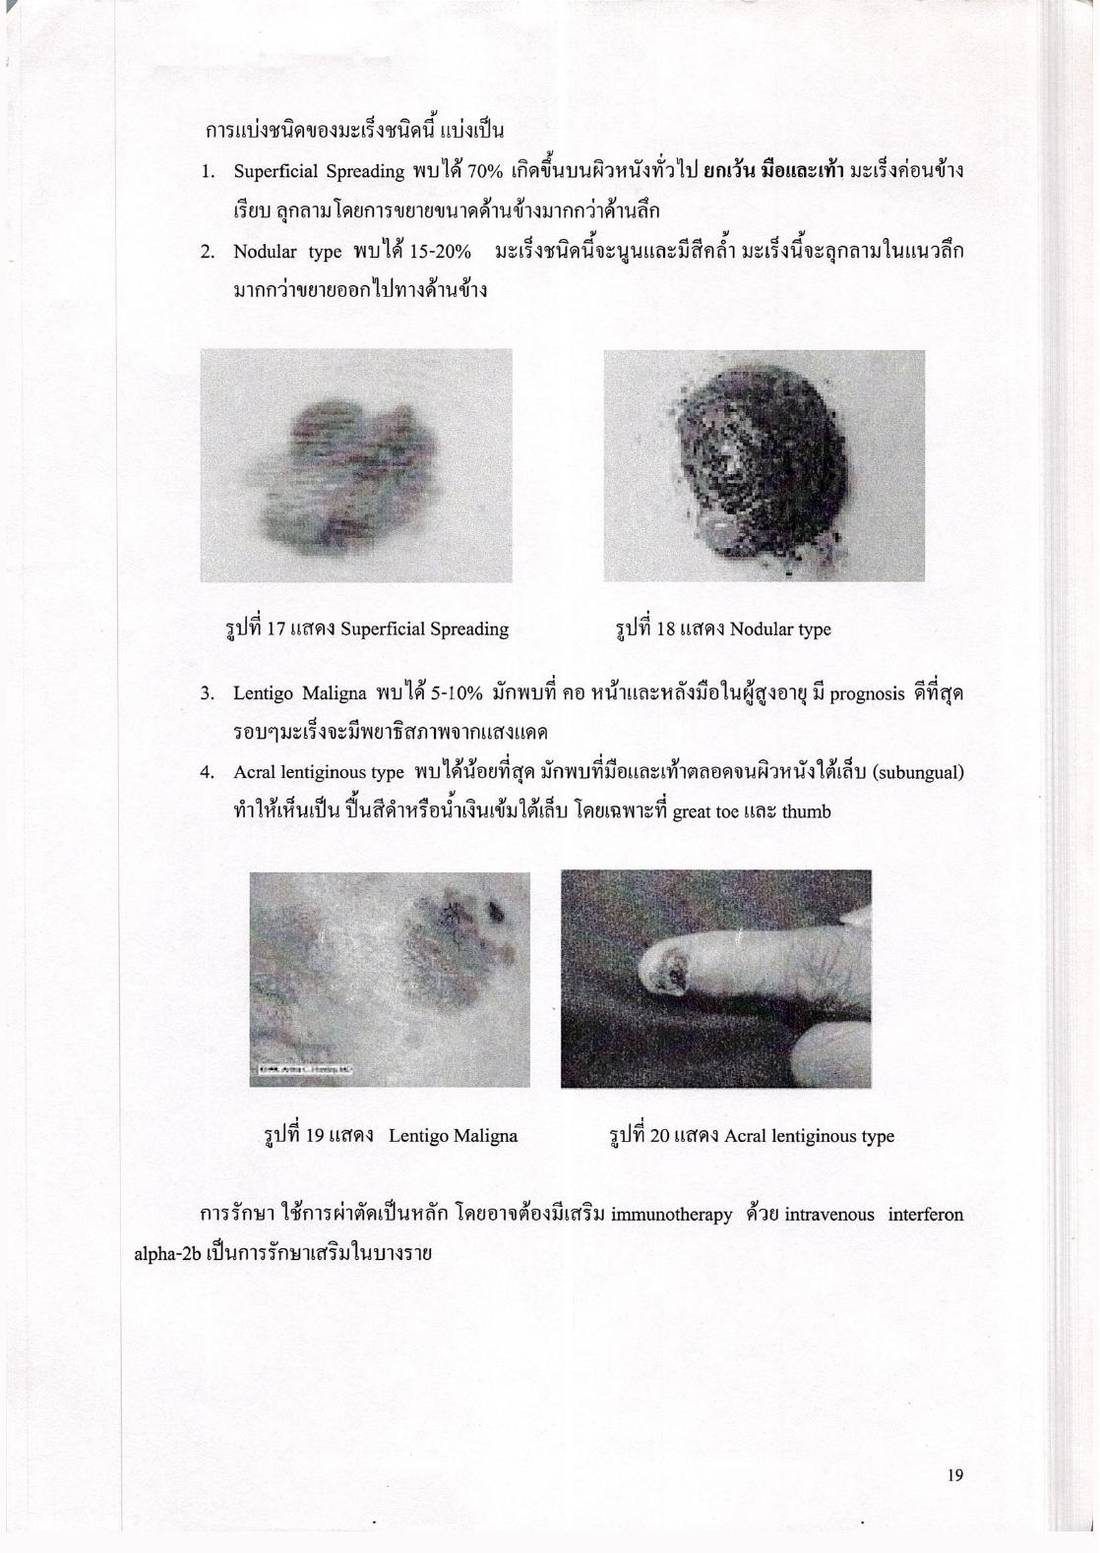 การแบ่งชนิดของมะเร็งชนิดนี้ แบ่งเป็น
1. Superficial Spreading พบได้ 70% เกิดขึ้นบนผิวหนังทั่วไป ยกเว้น มือและเท้า มะเร็งค่อนข้าง
เรียบ ลุกลามโดยการขยายขนาดด้านข้างมากกว่าด้านลึก
2. Nodular type พบได้ 15-20% มะเร็งชนิดนี้จะนูนและมีสีคล้ำ มะเร็งนี้จะลุกลามในแนวลึก
มากกว่าขยายออกไปทางด้านข้าง
รูปที่ 17 แสดง Superficial Spreading
รูปที่ 18 แสดง Nodular type
3. Lentigo Maligna พบได้ 5-10% มักพบที่ คอ หน้าและหลังมือในผู้สูงอายุ มี prognosis ดีที่สุด
รอบๆมะเร็งจะมีพยาธิสภาพจากแสงแดด
4. Acral lentiginous type พบได้น้อยที่สุด มักพบที่มือและเท้าตลอดจนผิวหนังใต้เล็บ (subungual)
ทำให้เห็นเป็น ปื้นสีดำหรือน้ำเงินเข้มใต้เล็บ โดยเฉพาะที่ great toe และ thumb
รูปที่ 19 แสดง Lentigo Maligna
รูปที่ 20 แสดง Acral lentiginous type
การรักษา ใช้การผ่าตัดเป็นหลัก โดยอาจต้องมีเสริม immunotherapy ด้วย intravenous interferon
alpha-2b เป็นการรักษาเสริมในบางราย
19